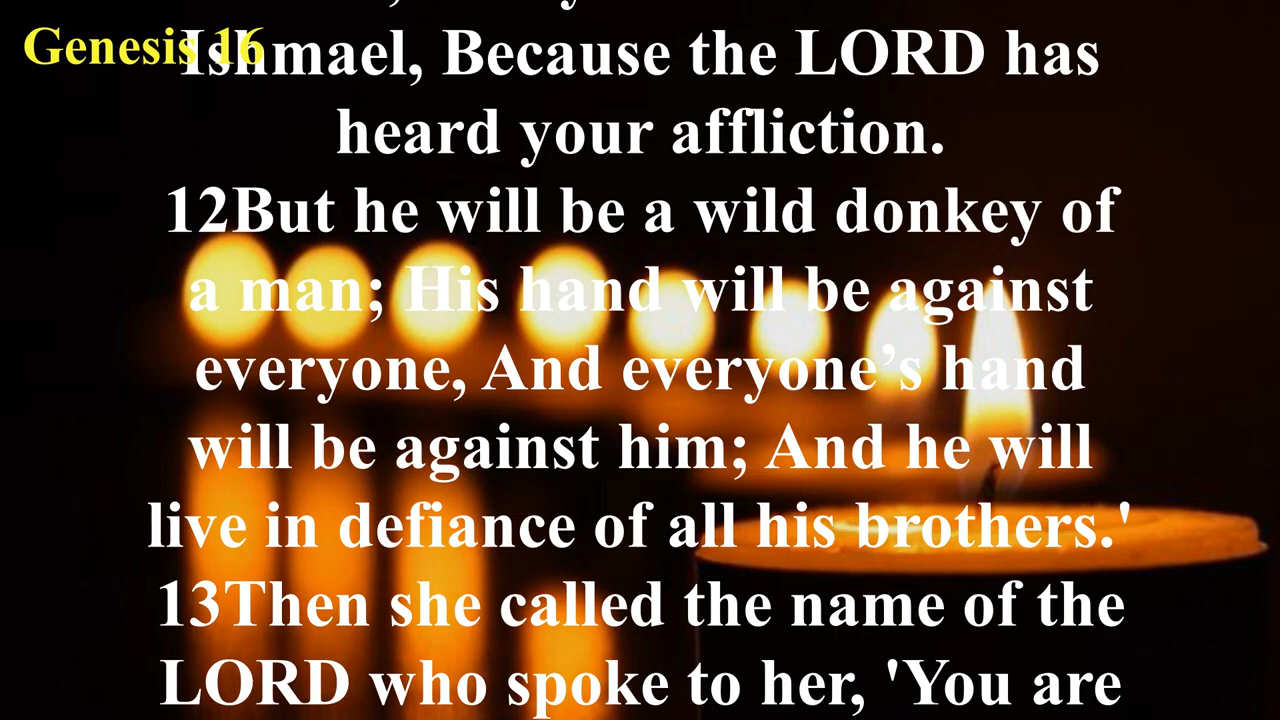 Genesis 16
Ishmael, Because the LORD has
heard your affliction.
12But he will be a wild donkey of
a man; His hand will be against
everyone, And everyone’s hand
will be against him; And he will
live in defiance of all his brothers.'
13Then she called the name of the
LORD who spoke to her, 'You are